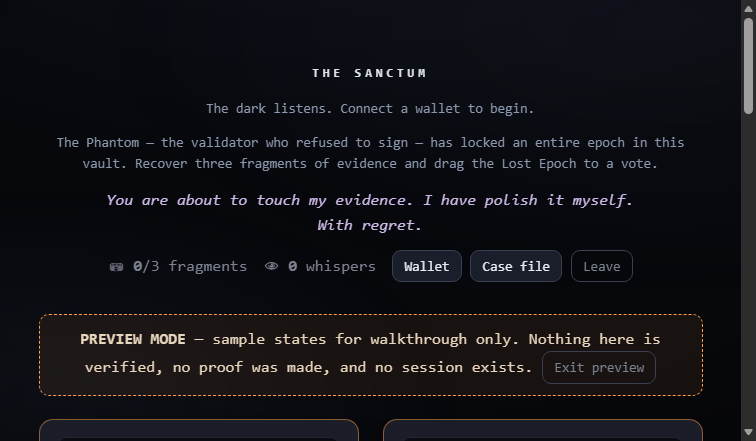 THE SANCTUM
The dark listens. Connect a wallet to begin.
The Phantom — the validator who refused to sign — has locked an entire epoch in this
vault. Recover three fragments of evidence and drag the Lost Epoch to a vote.
You are about to touch my evidence. I have polish it myself.
With regret.
0/3 fragments 0 whispers Wallet Case file Leave
PREVIEW MODE — sample states for walkthrough only. Nothing here is
verified, no proof was made, and no session exists. Exit preview